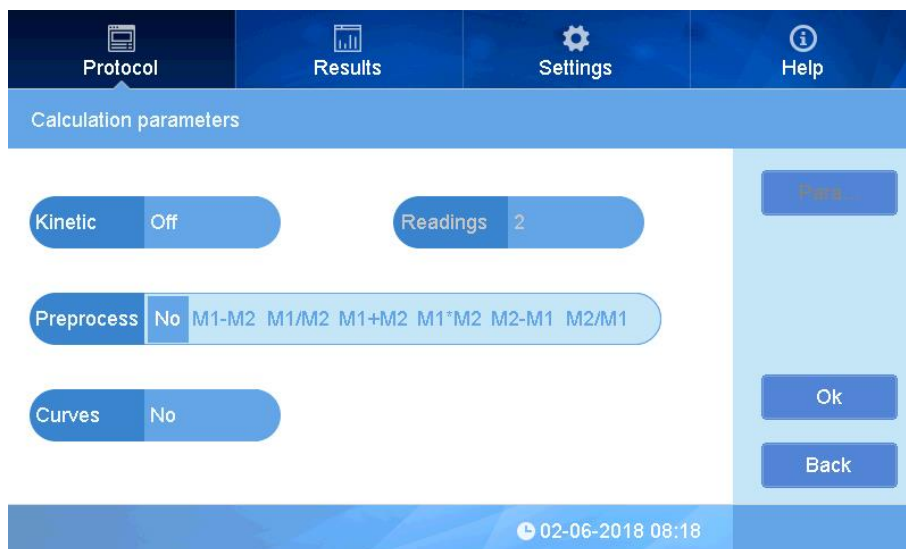 Protocol Results Settings Help
Calculation parameters
Para...
Kinetic Off Readings 2
Preprocess No M1-M2 M1/M2 M1+M2 M1*M2 M2-M1 M2/M1
Curves No
Ok
Back
02-06-2018 08:18